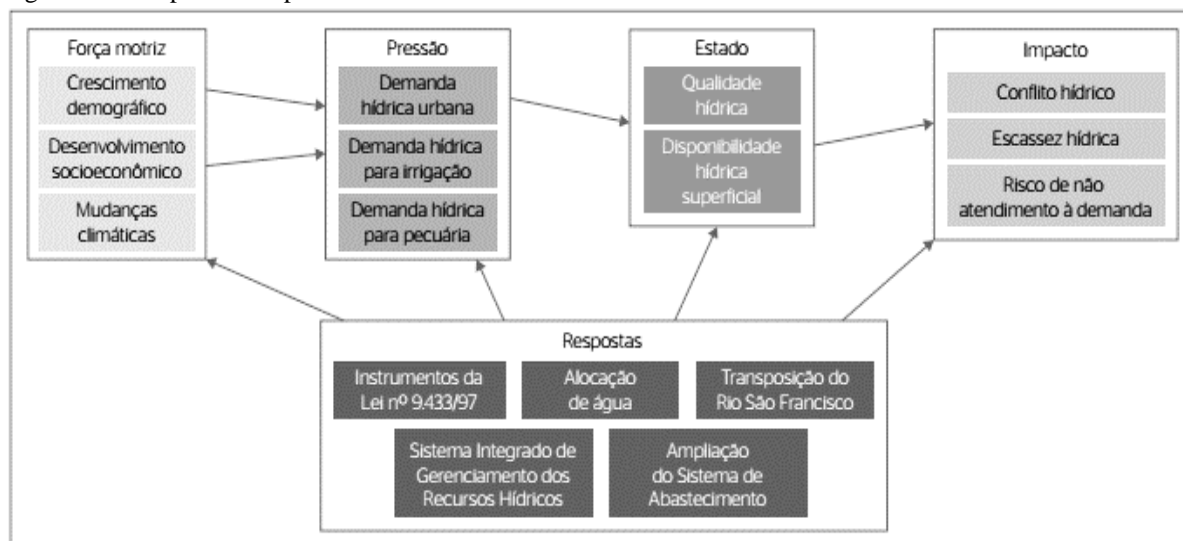 Força motriz
Crescimento
demográfico
Desenvolvimento
socioeconômico
Mudanças
climáticas
Pressão
Demanda
hídrica urbana
Demanda hídrica
para irrigação
Demanda hídrica
para pecuária
Estado
Qualidade
hídrica
Disponibilidade
hídrica
superficial
Impacto
Conflito hídrico
Escassez hídrica
Risco de não
atendimento à demanda
Respostas
Instrumentos da
Lei nº 9.433/97
Alocação
de água
Transposição do
Rio São Francisco
Sistema Integrado de
Gerenciamento dos
Recursos Hídricos
Ampliação
do Sistema de
Abastecimento